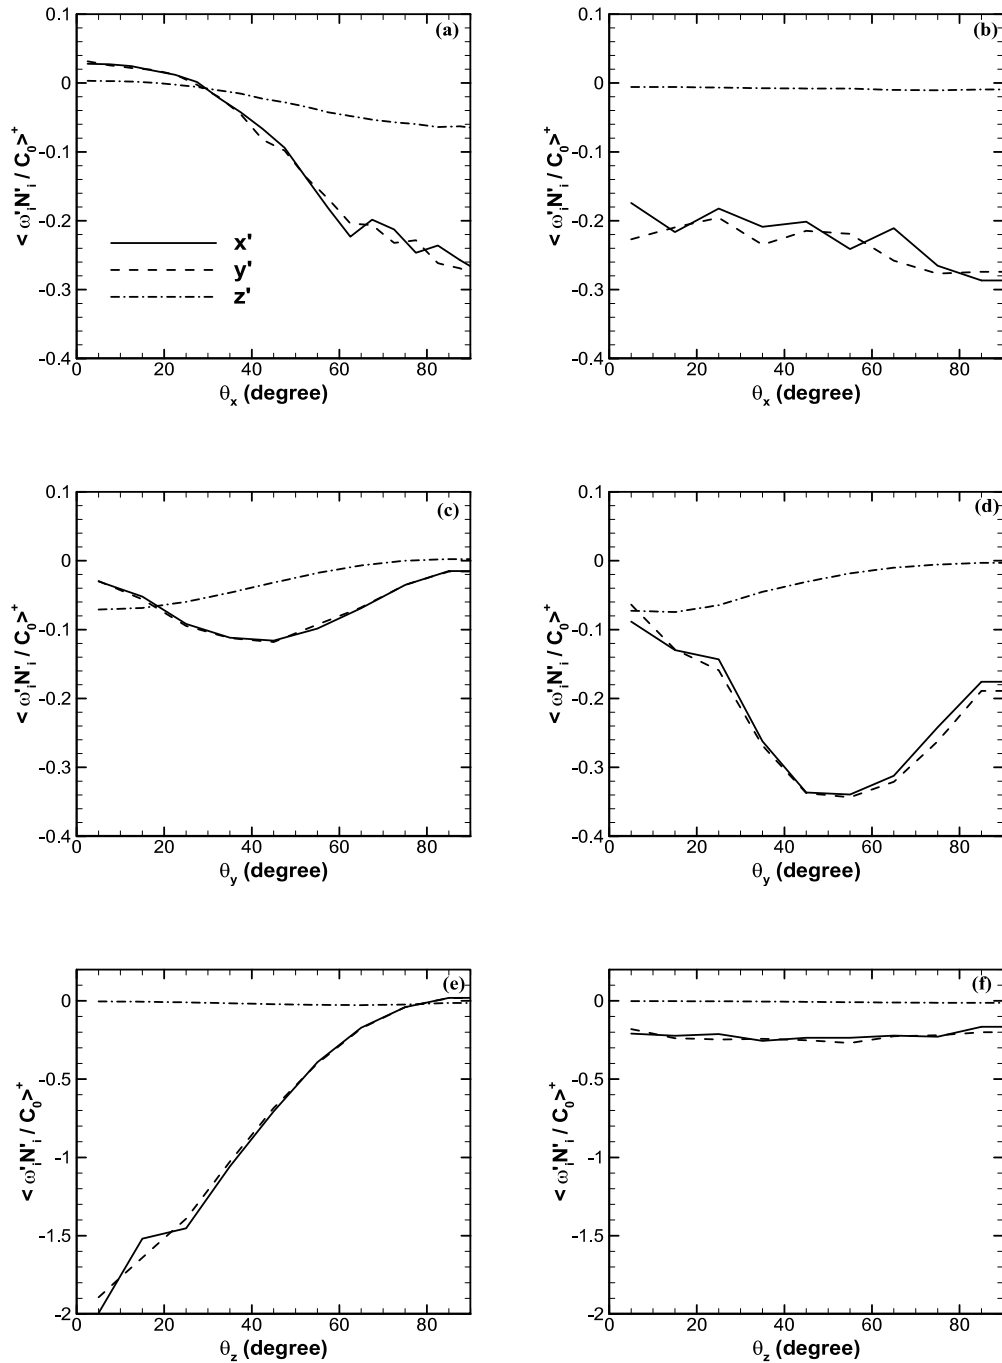 (a)
0.1
0
-0.1
-0.2
-0.3
-0.4
< ω'ᵢN'ᵢ / C₀>⁺
x'
y'
z'
0 20 40 60 80
θₓ (degree)
(b)
0.1
0
-0.1
-0.2
-0.3
-0.4
< ω'ᵢN'ᵢ / C₀>⁺
0 20 40 60 80
θₓ (degree)
(c)
0.1
0
-0.1
-0.2
-0.3
-0.4
< ω'ᵢN'ᵢ / C₀>⁺
0 20 40 60 80
θ_y (degree)
(d)
0.1
0
-0.1
-0.2
-0.3
-0.4
< ω'ᵢN'ᵢ / C₀>⁺
0 20 40 60 80
θ_y (degree)
(e)
0
-0.5
-1
-1.5
-2
< ω'ᵢN'ᵢ / C₀>⁺
0 20 40 60 80
θ_z (degree)
(f)
0
-0.5
-1
-1.5
-2
< ω'ᵢN'ᵢ / C₀>⁺
0 20 40 60 80
θ_z (degree)